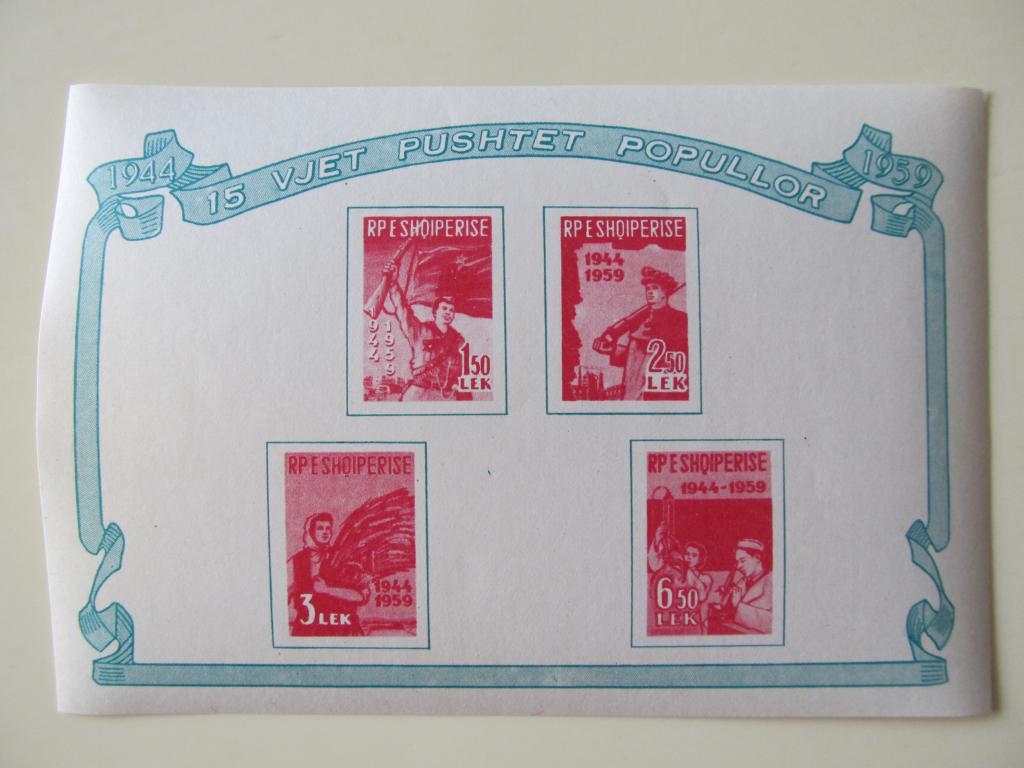 1944
15 VJET PUSHTET POPULLOR
1959
RP E SHQIPERISE
1944
1959
1,50
LEK
RP E SHQIPERISE
1944
1959
2,50
LEK
RP E SHQIPERISE
1944
1959
3 LEK
RP E SHQIPERISE
1944-1959
6 50
LEK